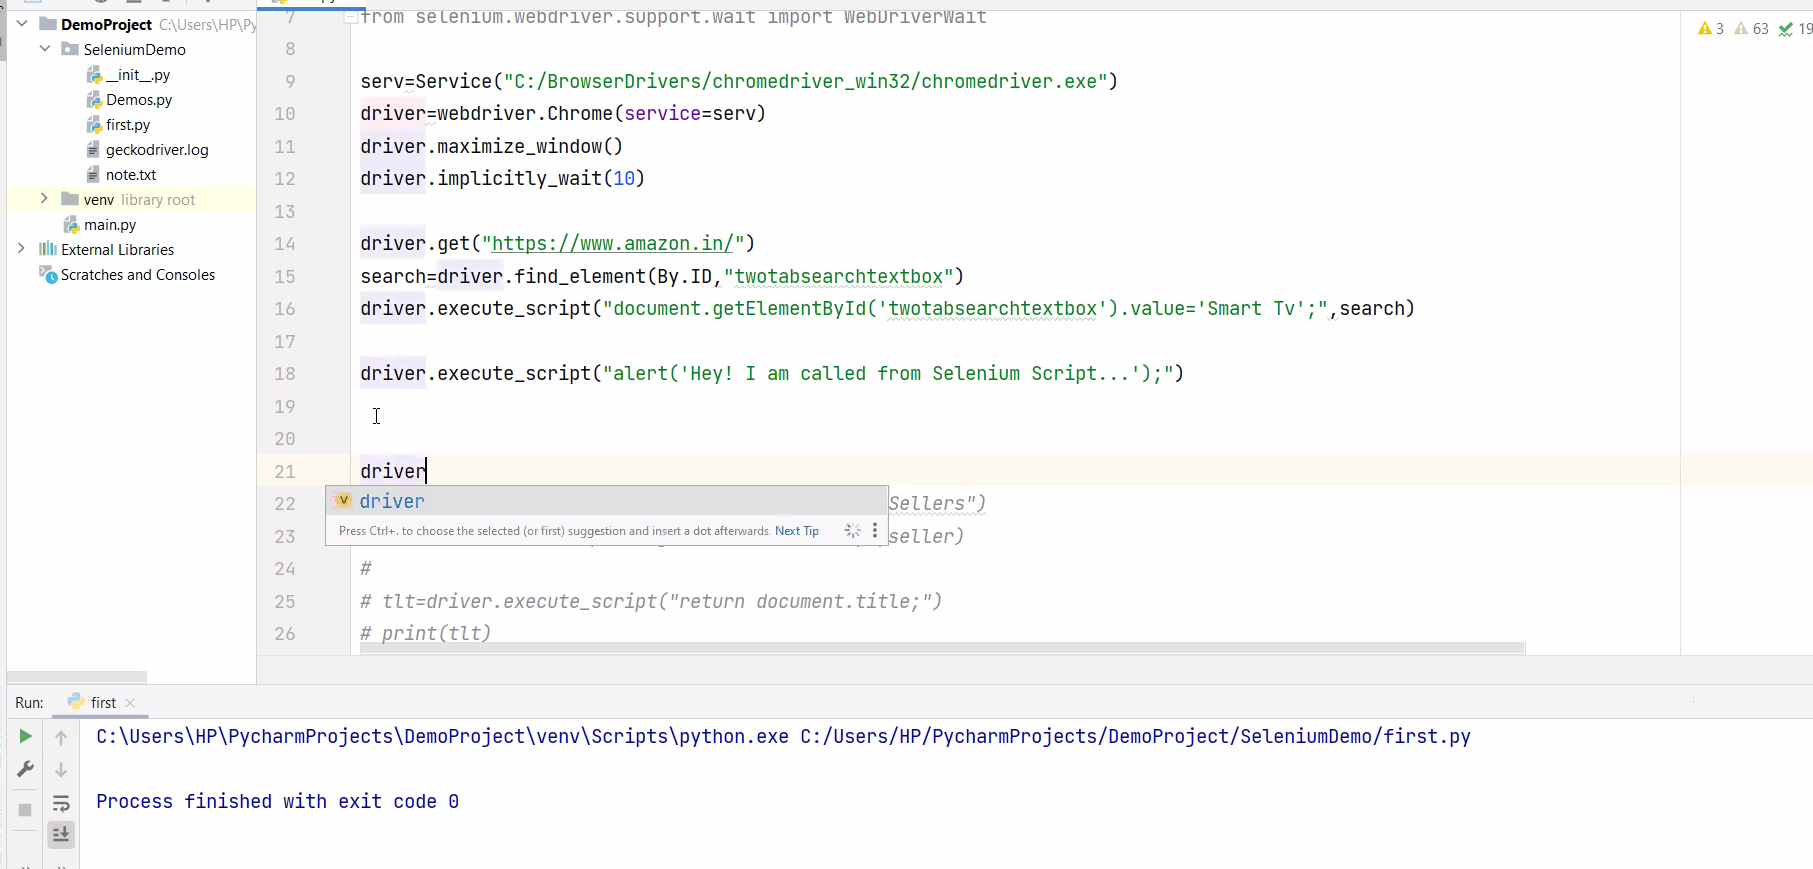 DemoProject C:\Users\HP\Py
SeleniumDemo
__init__.py
Demos.py
first.py
geckodriver.log
note.txt
venv library root
main.py
External Libraries
Scratches and Consoles
3 63 19
7 from selenium.webdriver.support.wait import WebDriverWait
8
9 serv=Service("C:/BrowserDrivers/chromedriver_win32/chromedriver.exe")
10 driver=webdriver.Chrome(service=serv)
11 driver.maximize_window()
12 driver.implicitly_wait(10)
13
14 driver.get("https://www.amazon.in/")
15 search=driver.find_element(By.ID,"twotabsearchtextbox")
16 driver.execute_script("document.getElementById('twotabsearchtextbox').value='Smart Tv';",search)
17
18 driver.execute_script("alert('Hey! I am called from Selenium Script...');")
19
20
21 driver
V driver
22 Sellers")
Press Ctrl+. to choose the selected (or first) suggestion and insert a dot afterwards Next Tip
23 seller)
24 #
25 # tlt=driver.execute_script("return document.title;")
26 # print(tlt)
Run: first
C:\Users\HP\PycharmProjects\DemoProject\venv\Scripts\python.exe C:/Users/HP/PycharmProjects/DemoProject/SeleniumDemo/first.py
Process finished with exit code 0